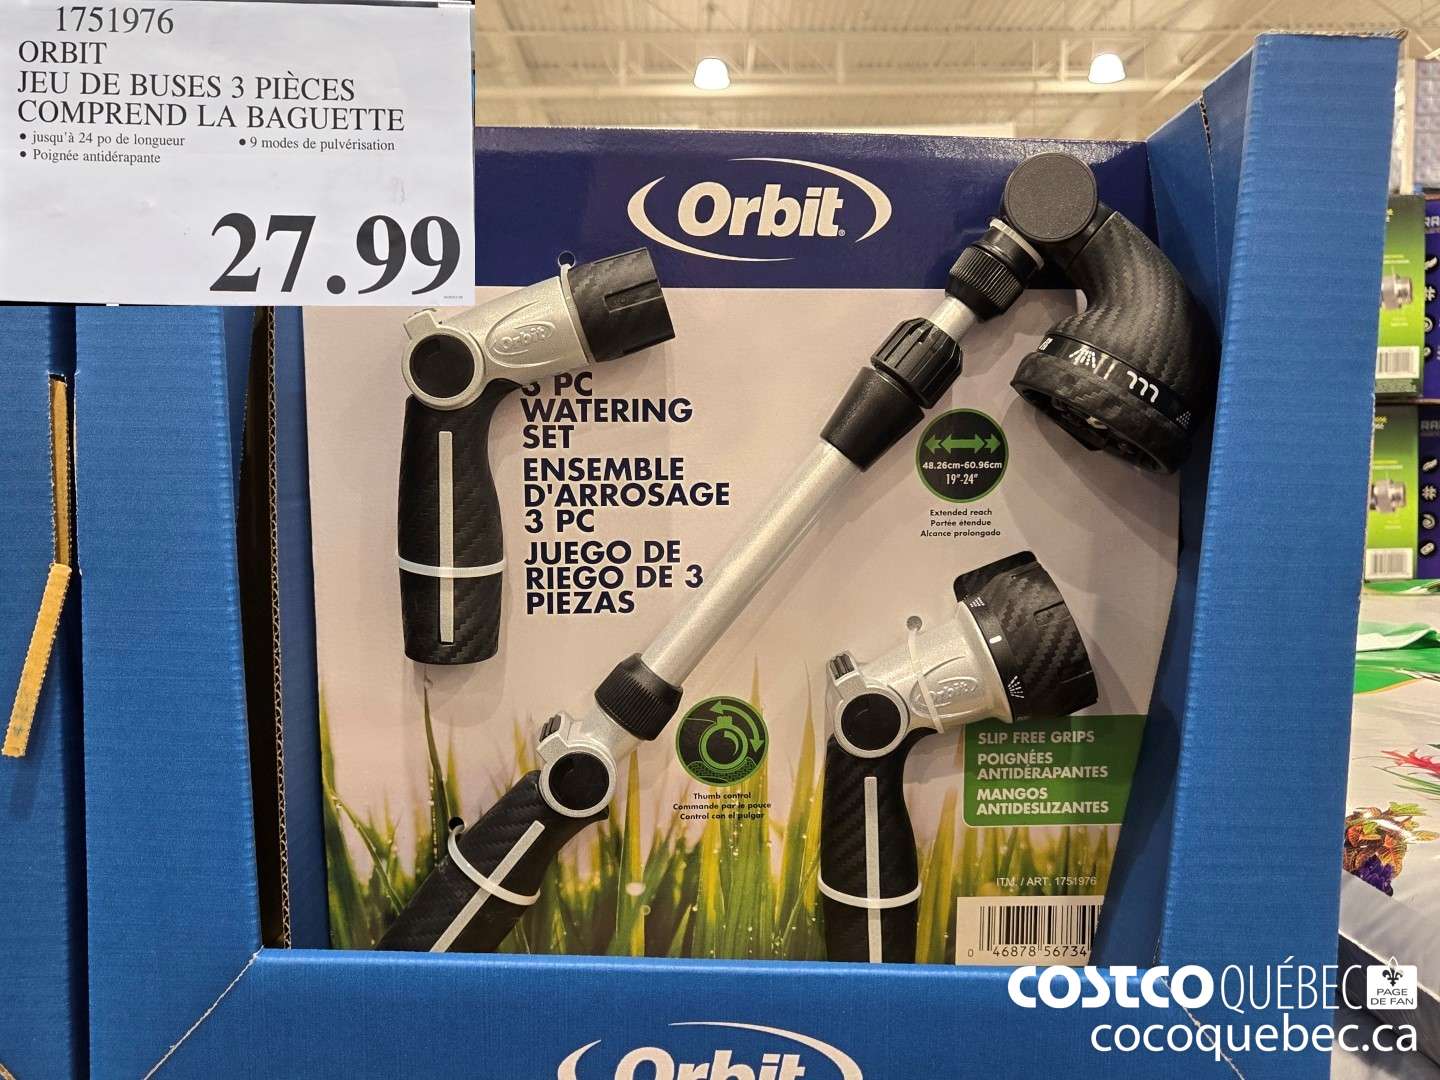 1751976
ORBIT
JEU DE BUSES 3 PIÈCES
COMPREND LA BAGUETTE
• jusqu'à 24 po de longueur
• 9 modes de pulvérisation
• Poignée antidérapante
27.99
Orbit
Orbit
3 PC
WATERING
SET
ENSEMBLE
D'ARROSAGE
3 PC
JUEGO DE
RIEGO DE 3
PIEZAS
48.26cm-60.96cm
19"-24"
Extended reach
Portée étendue
Alcance prolongado
Orbit
Thumb control
Commande par le pouce
Control con el pulgar
SLIP FREE GRIPS
POIGNÉES
ANTIDÉRAPANTES
MANGOS
ANTIDESLIZANTES
ITM. / ART. 1751976
0 46878 56734
COSTCO QUÉBEC
PAGE
DE FAN
cocoquebec.ca
Orbit